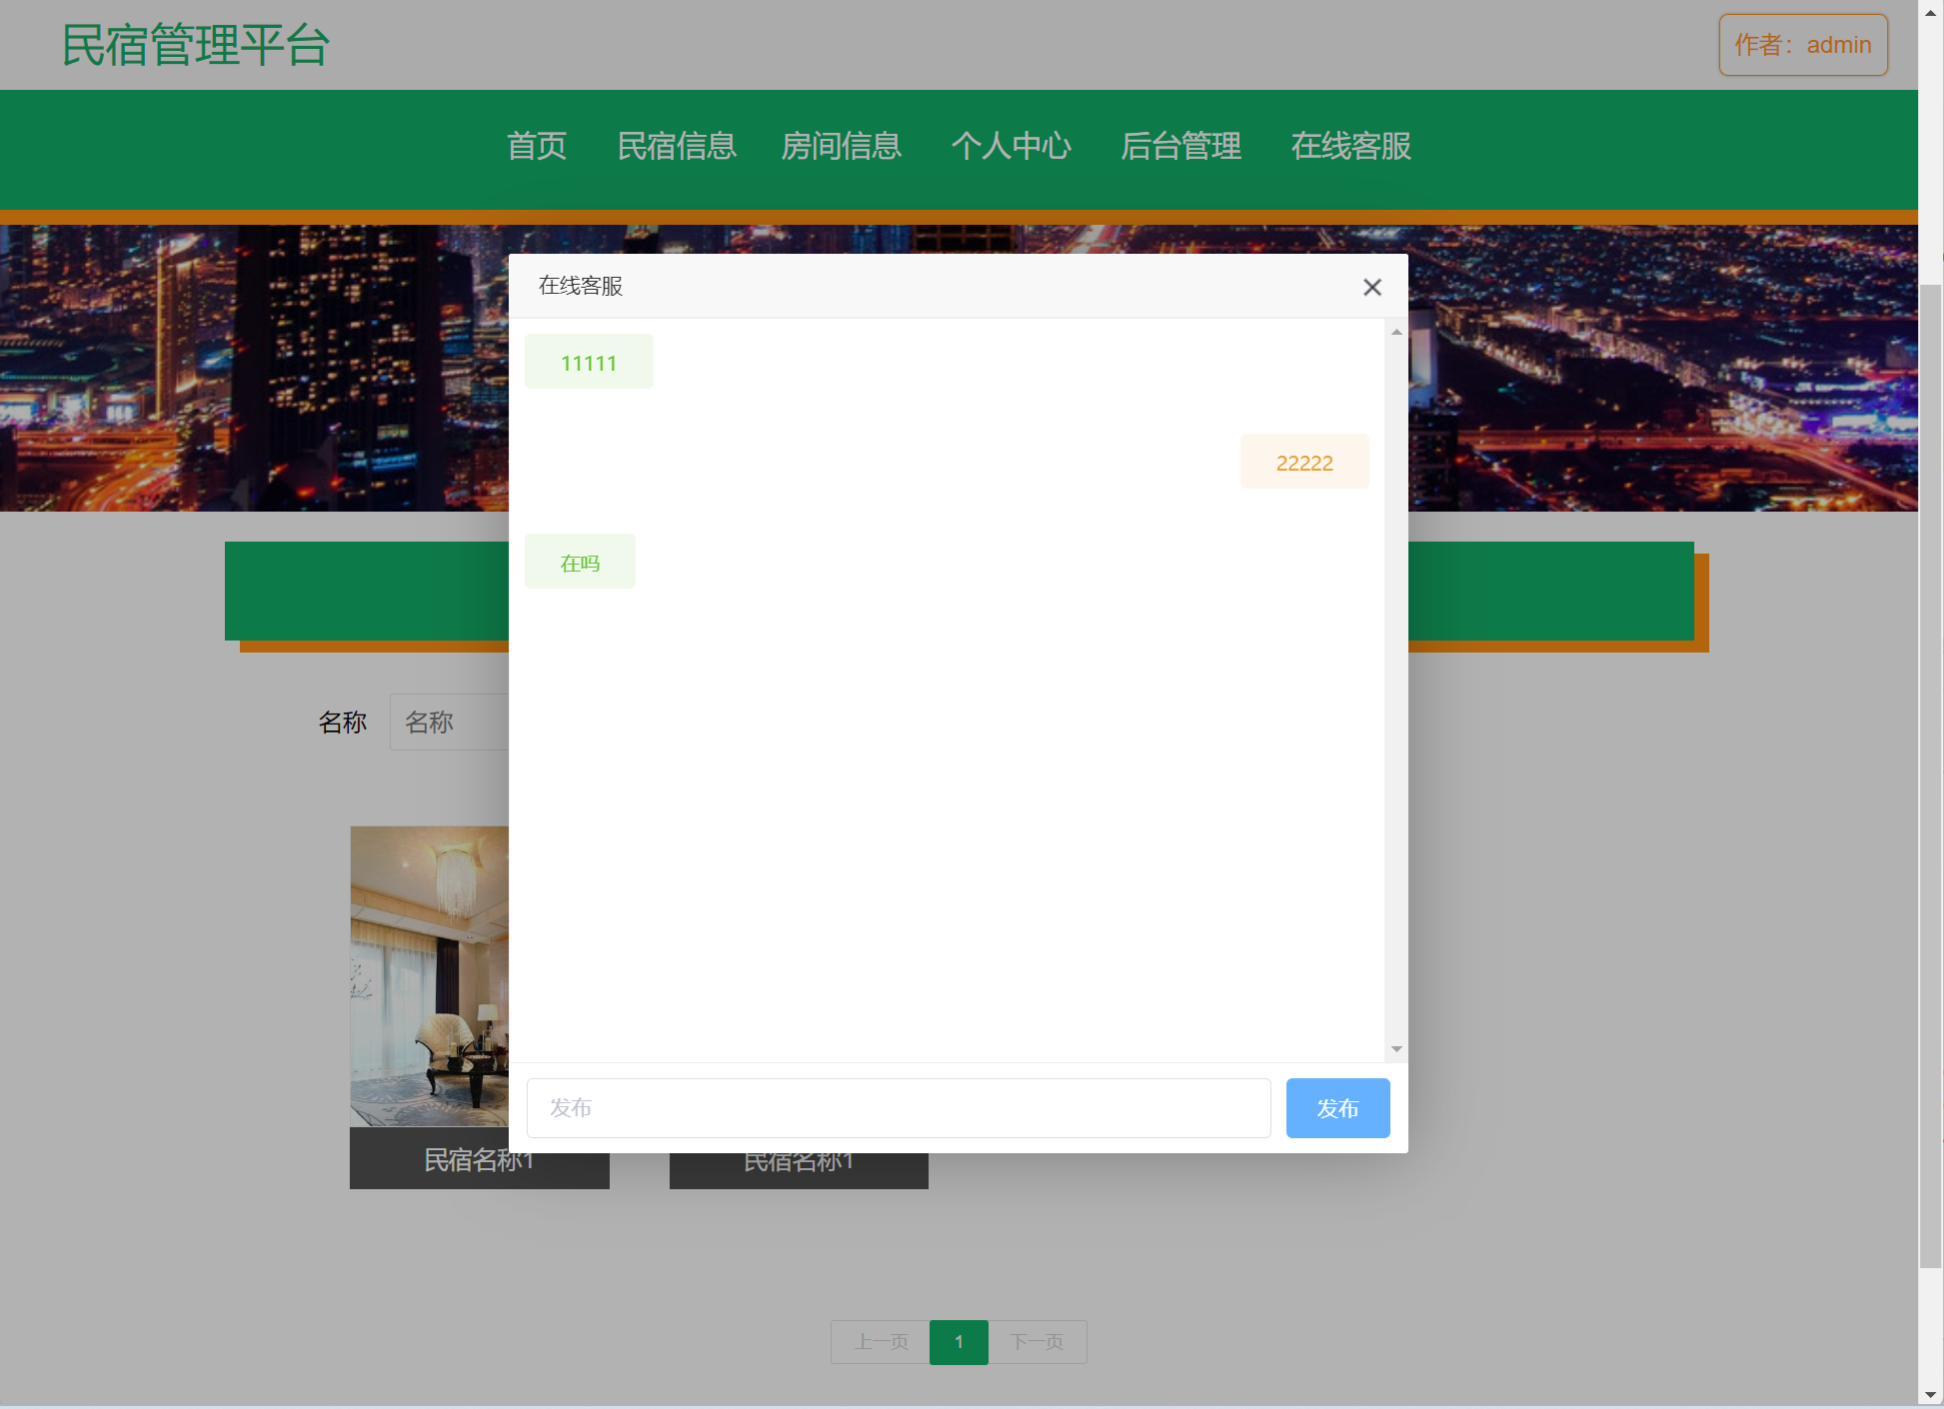 民宿管理平台
作者：admin
首页 民宿信息 房间信息 个人中心 后台管理 在线客服
在线客服
11111
22222
在吗
名称 名称
发布 发布
民宿名称1 民宿名称1
上一页 1 下一页